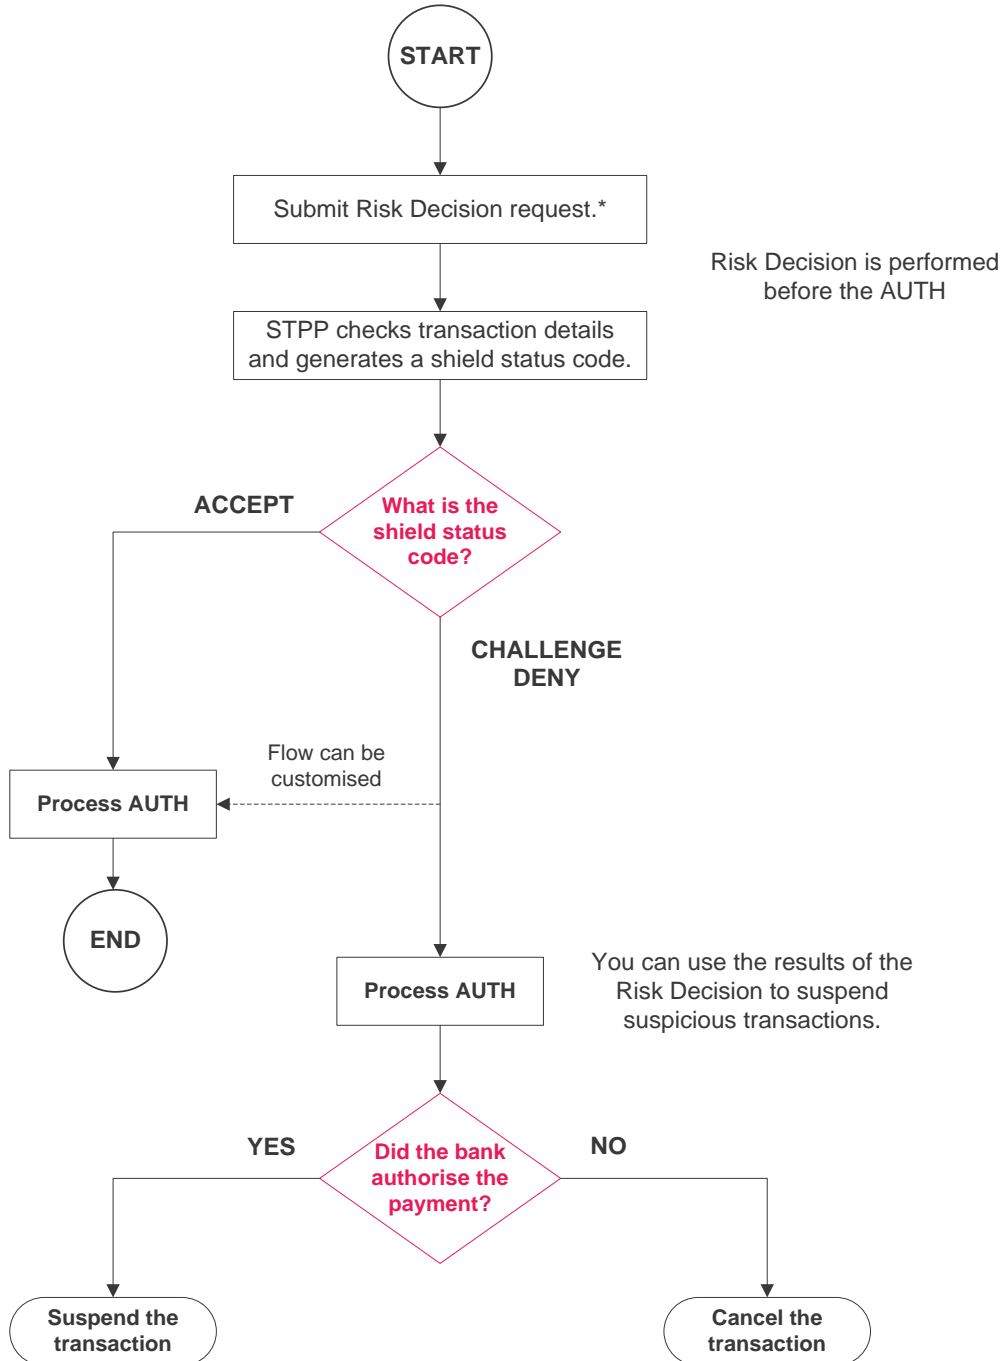 START
Submit Risk Decision request.*
Risk Decision is performed
before the AUTH
STPP checks transaction details
and generates a shield status code.
ACCEPT
What is the
shield status
code?
CHALLENGE
DENY
Flow can be
customised
Process AUTH
END
Process AUTH
You can use the results of the
Risk Decision to suspend
suspicious transactions.
YES
Did the bank
authorise the
payment?
NO
Suspend the
transaction
Cancel the
transaction